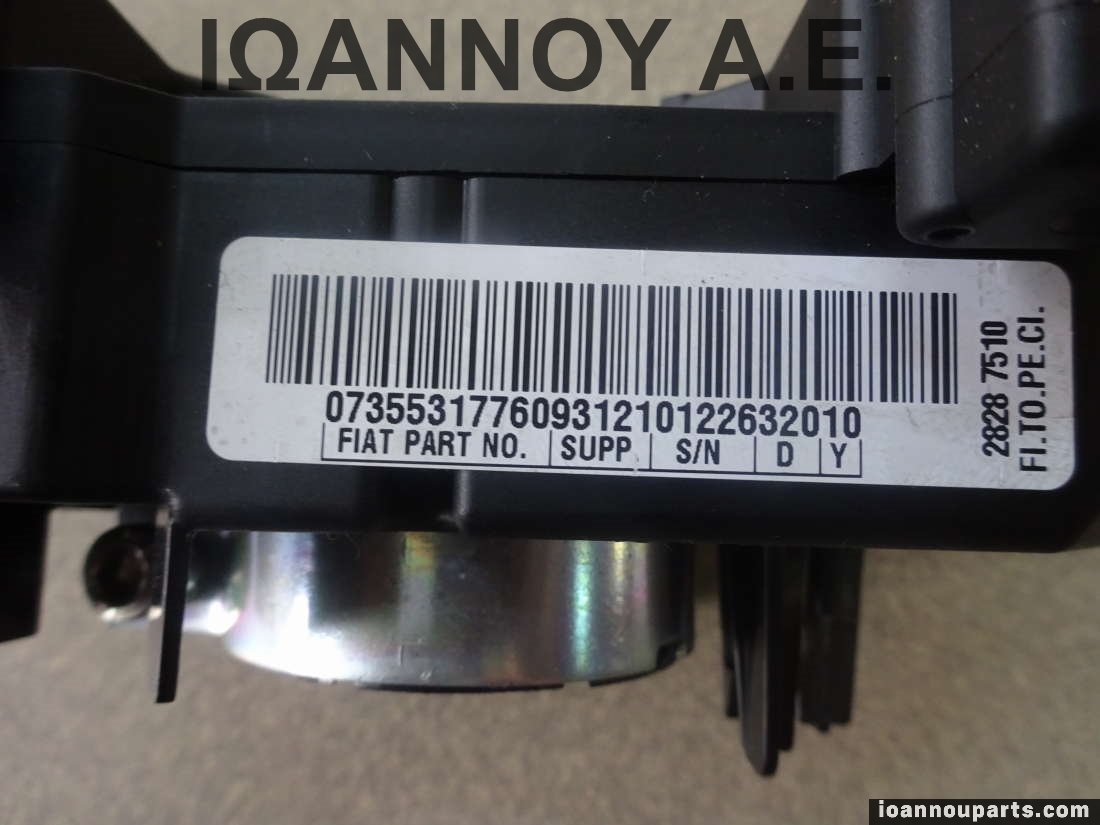 ΙΩΑΝΝΟΥ Α.Ε.
07355317760931210122632010
FIAT PART NO. SUPP S/N D Y
2828 7510
FI.TO.PE.CI.
ioannouparts.com